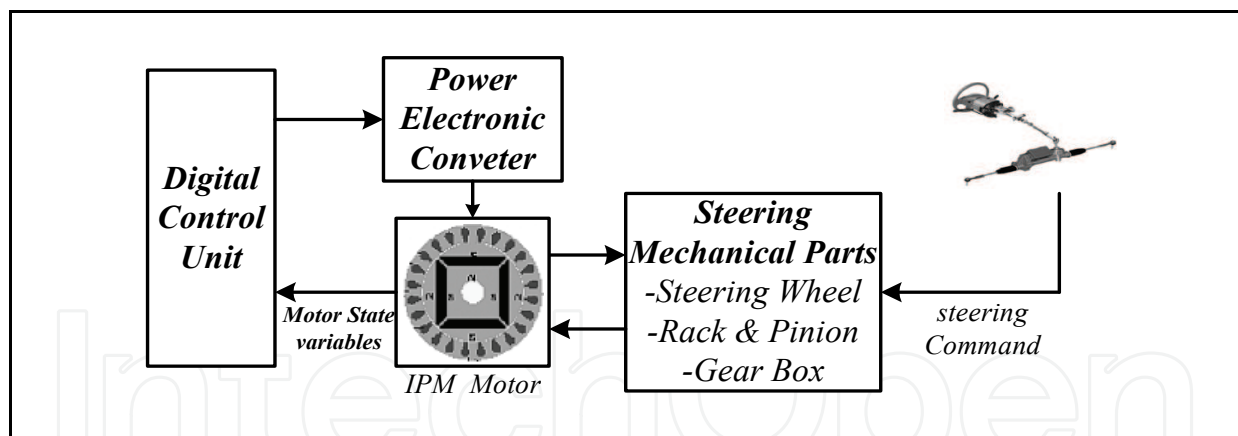 Digital
Control
Unit
Power
Electronic
Conveter
Motor State
variables
IPM Motor
Steering
Mechanical Parts
-Steering Wheel
-Rack & Pinion
-Gear Box
steering
Command
IntechOpen